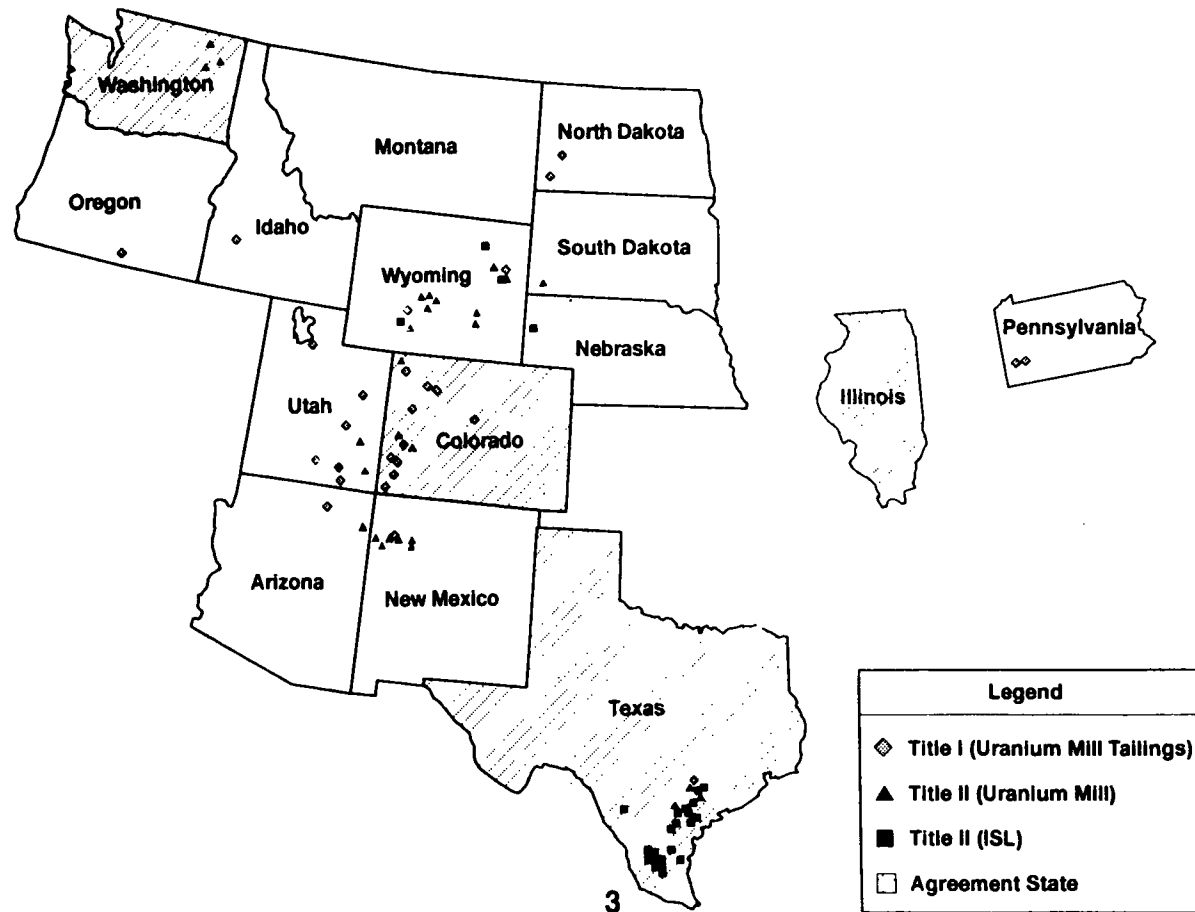 Washington
Montana
North Dakota
Oregon
Idaho
South Dakota
Wyoming
Nebraska
Pennsylvania
Illinois
Utah
Colorado
Arizona
New Mexico
Texas
Legend
Title I (Uranium Mill Tailings)
Title II (Uranium Mill)
Title II (ISL)
Agreement State
3